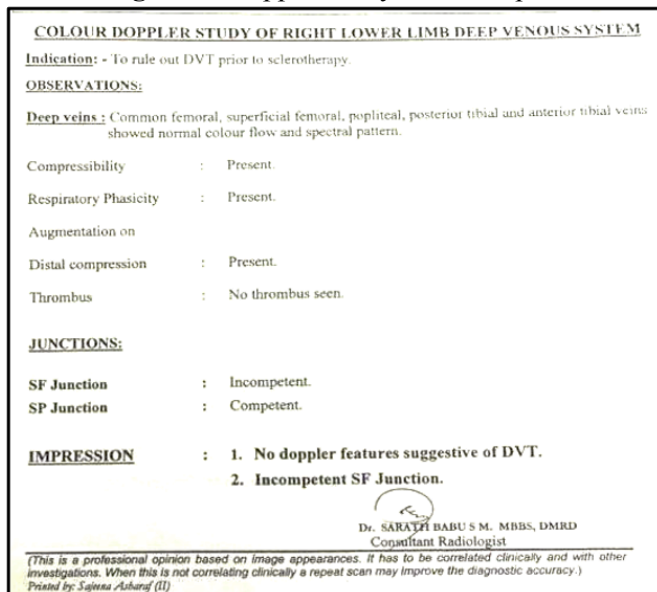 COLOUR DOPPLER STUDY OF RIGHT LOWER LIMB DEEP VENOUS SYSTEM
Indication: - To rule out DVT prior to sclerotherapy.
OBSERVATIONS:
Deep veins : Common femoral, superficial femoral, popliteal, posterior tibial and anterior tibial veins
showed normal colour flow and spectral pattern.
Compressibility : Present.
Respiratory Phasicity : Present.
Augmentation on
Distal compression : Present.
Thrombus : No thrombus seen.
JUNCTIONS:
SF Junction : Incompetent.
SP Junction : Competent.
IMPRESSION : 1. No doppler features suggestive of DVT.
2. Incompetent SF Junction.
Dr. SARATH BABU S M. MBBS, DMRD
Consultant Radiologist
(This is a professional opinion based on image appearances. It has to be correlated clinically and with other
investigations. When this is not correlating clinically a repeat scan may improve the diagnostic accuracy.)
Printed by: Sajeena Asharaf (II)